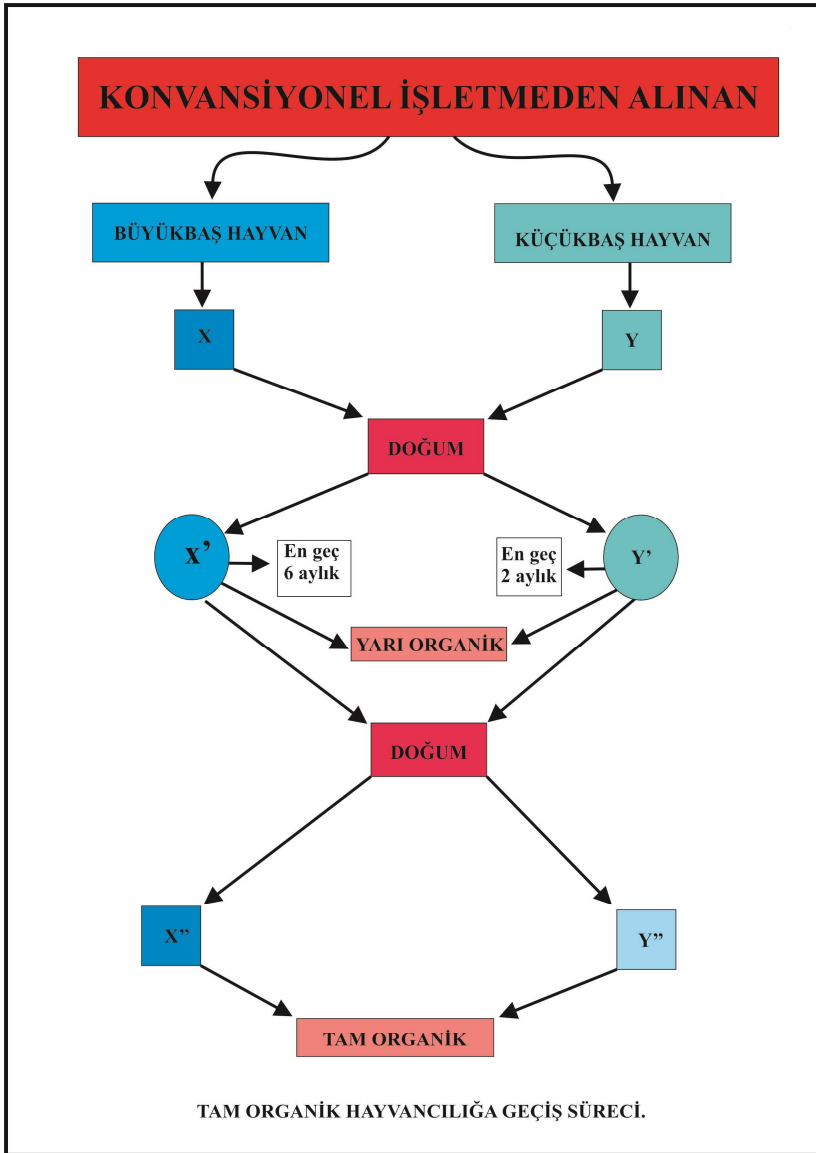 KONVANSİYONEL İŞLETMEDEN ALINAN
BÜYÜKBAŞ HAYVAN
KÜÇÜKBAŞ HAYVAN
X
Y
DOĞUM
X’
En geç
6 aylık
En geç
2 aylık
Y’
YARI ORGANİK
DOĞUM
X”
Y”
TAM ORGANİK
TAM ORGANİK HAYVANCILIĞA GEÇİŞ SÜRECİ.